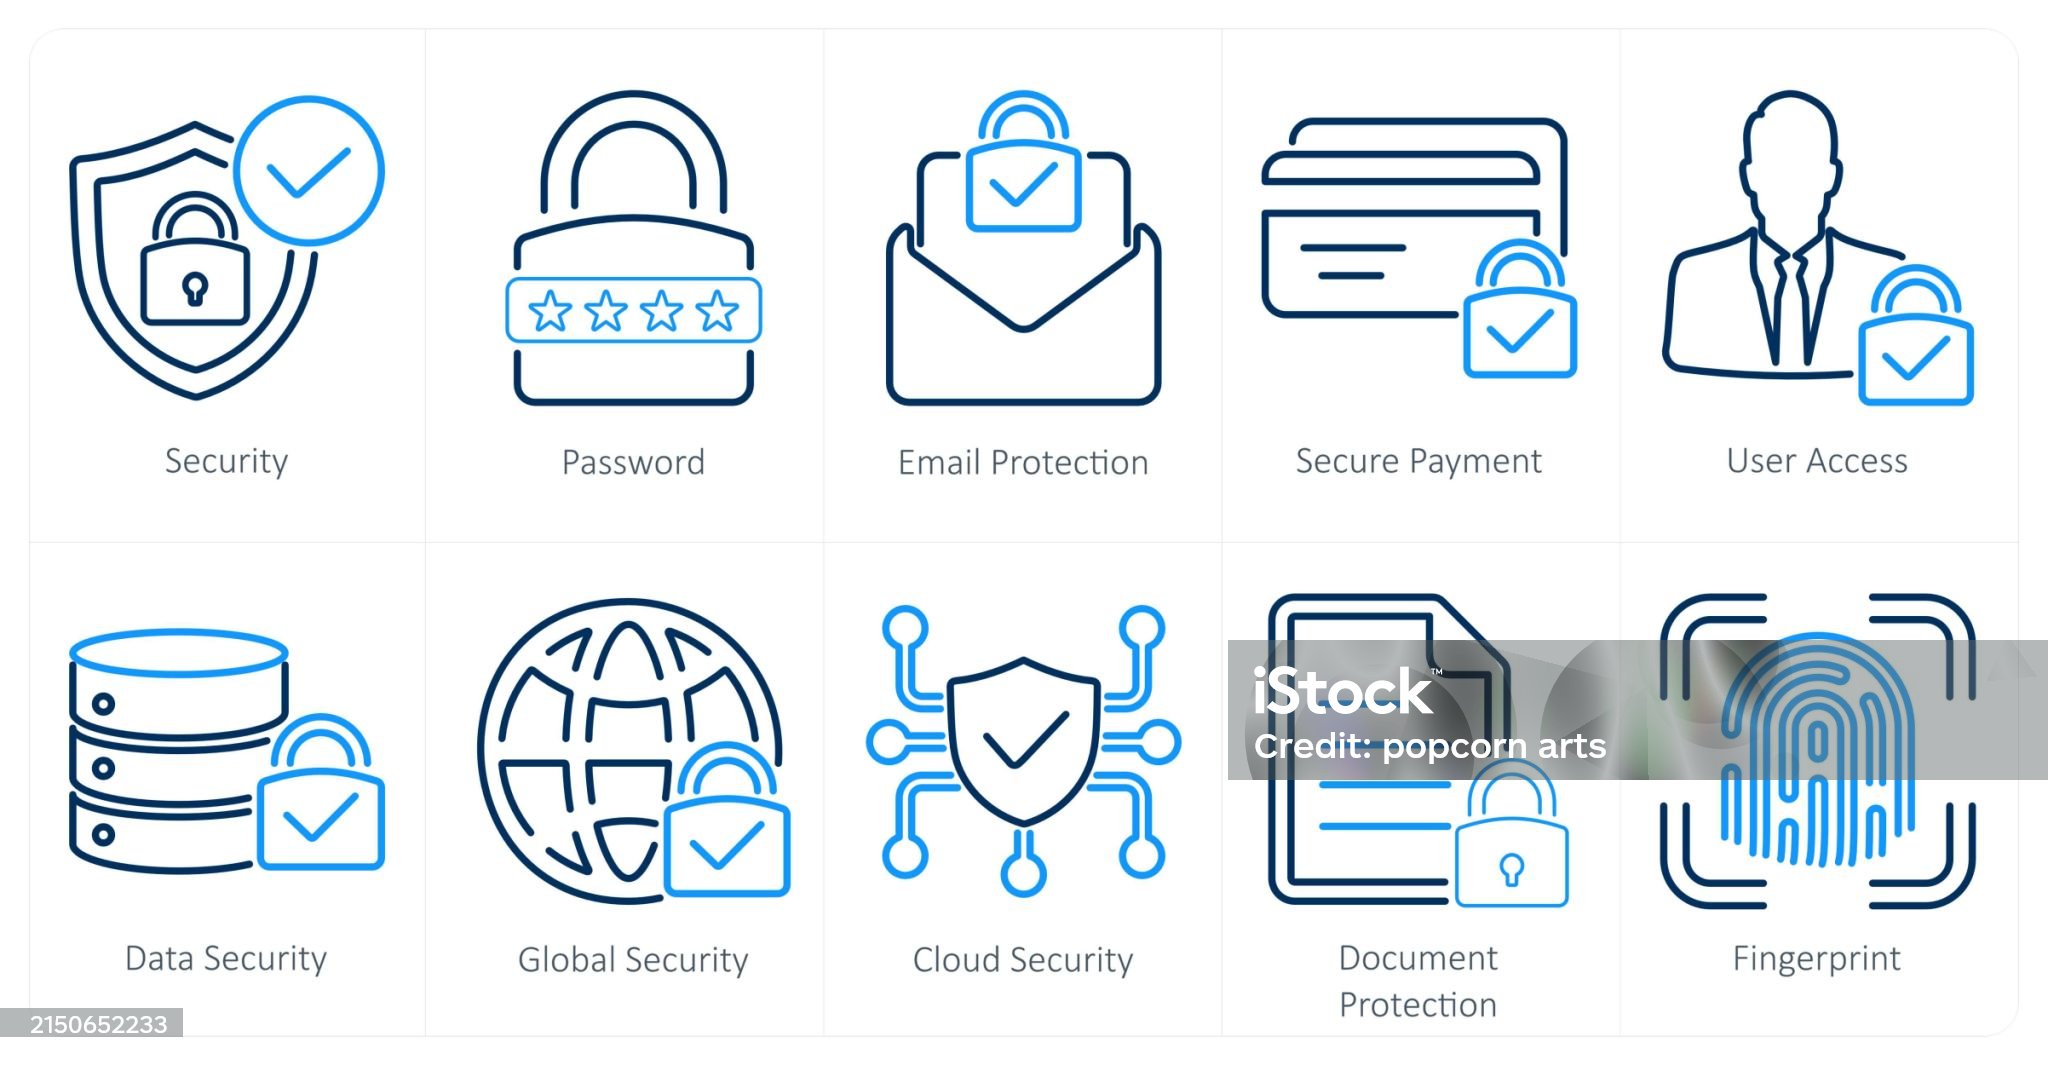 Security
Password
Email Protection
Secure Payment
User Access
iStock™
Credit: popcorn arts
Data Security
Global Security
Cloud Security
Document
Protection
Fingerprint
2150652233